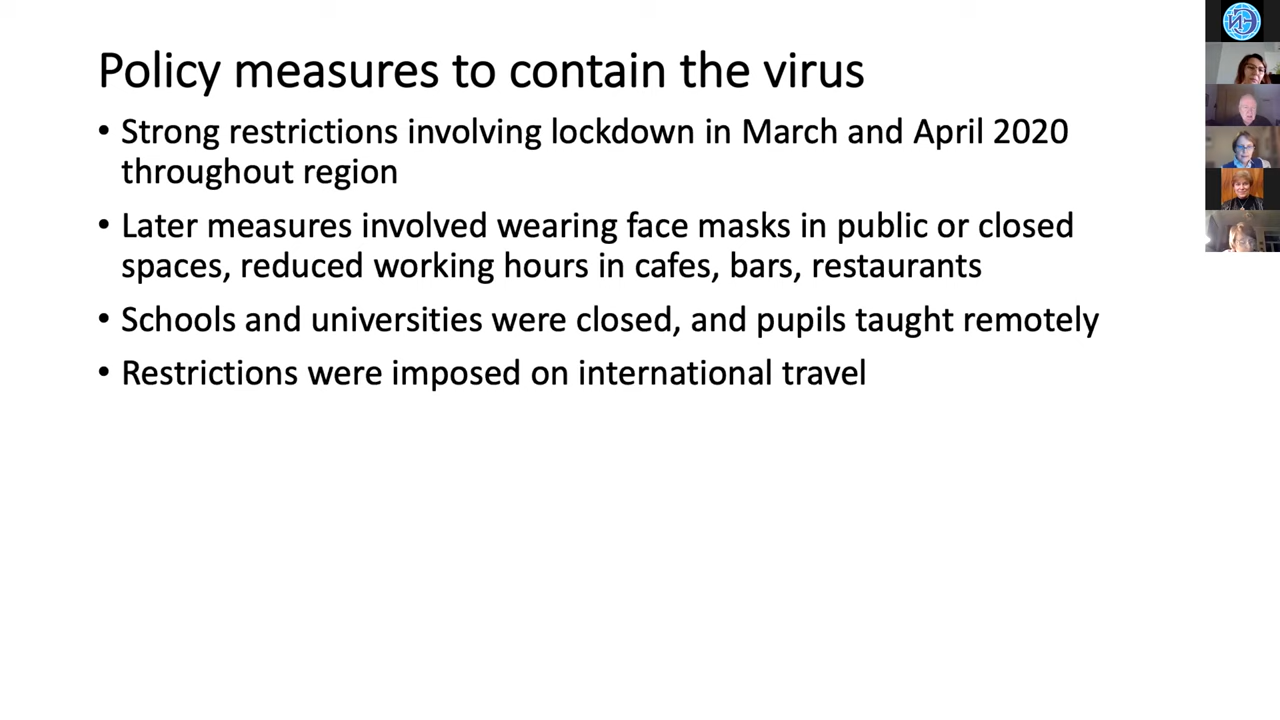 Policy measures to contain the virus
• Strong restrictions involving lockdown in March and April 2020
throughout region
• Later measures involved wearing face masks in public or closed
spaces, reduced working hours in cafes, bars, restaurants
• Schools and universities were closed, and pupils taught remotely
• Restrictions were imposed on international travel